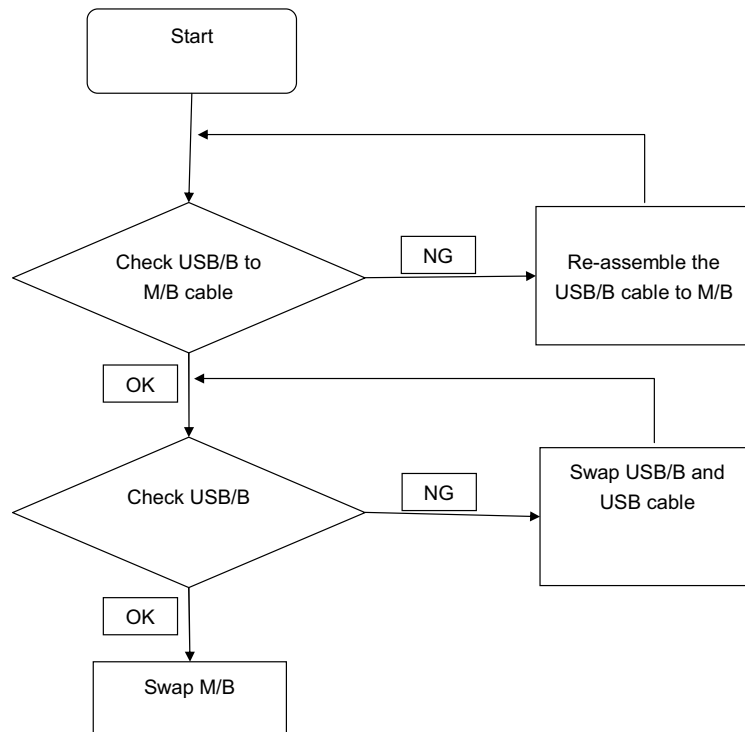 Start
Check USB/B to
M/B cable
NG
Re-assemble the
USB/B cable to M/B
OK
Check USB/B
NG
Swap USB/B and
USB cable
OK
Swap M/B